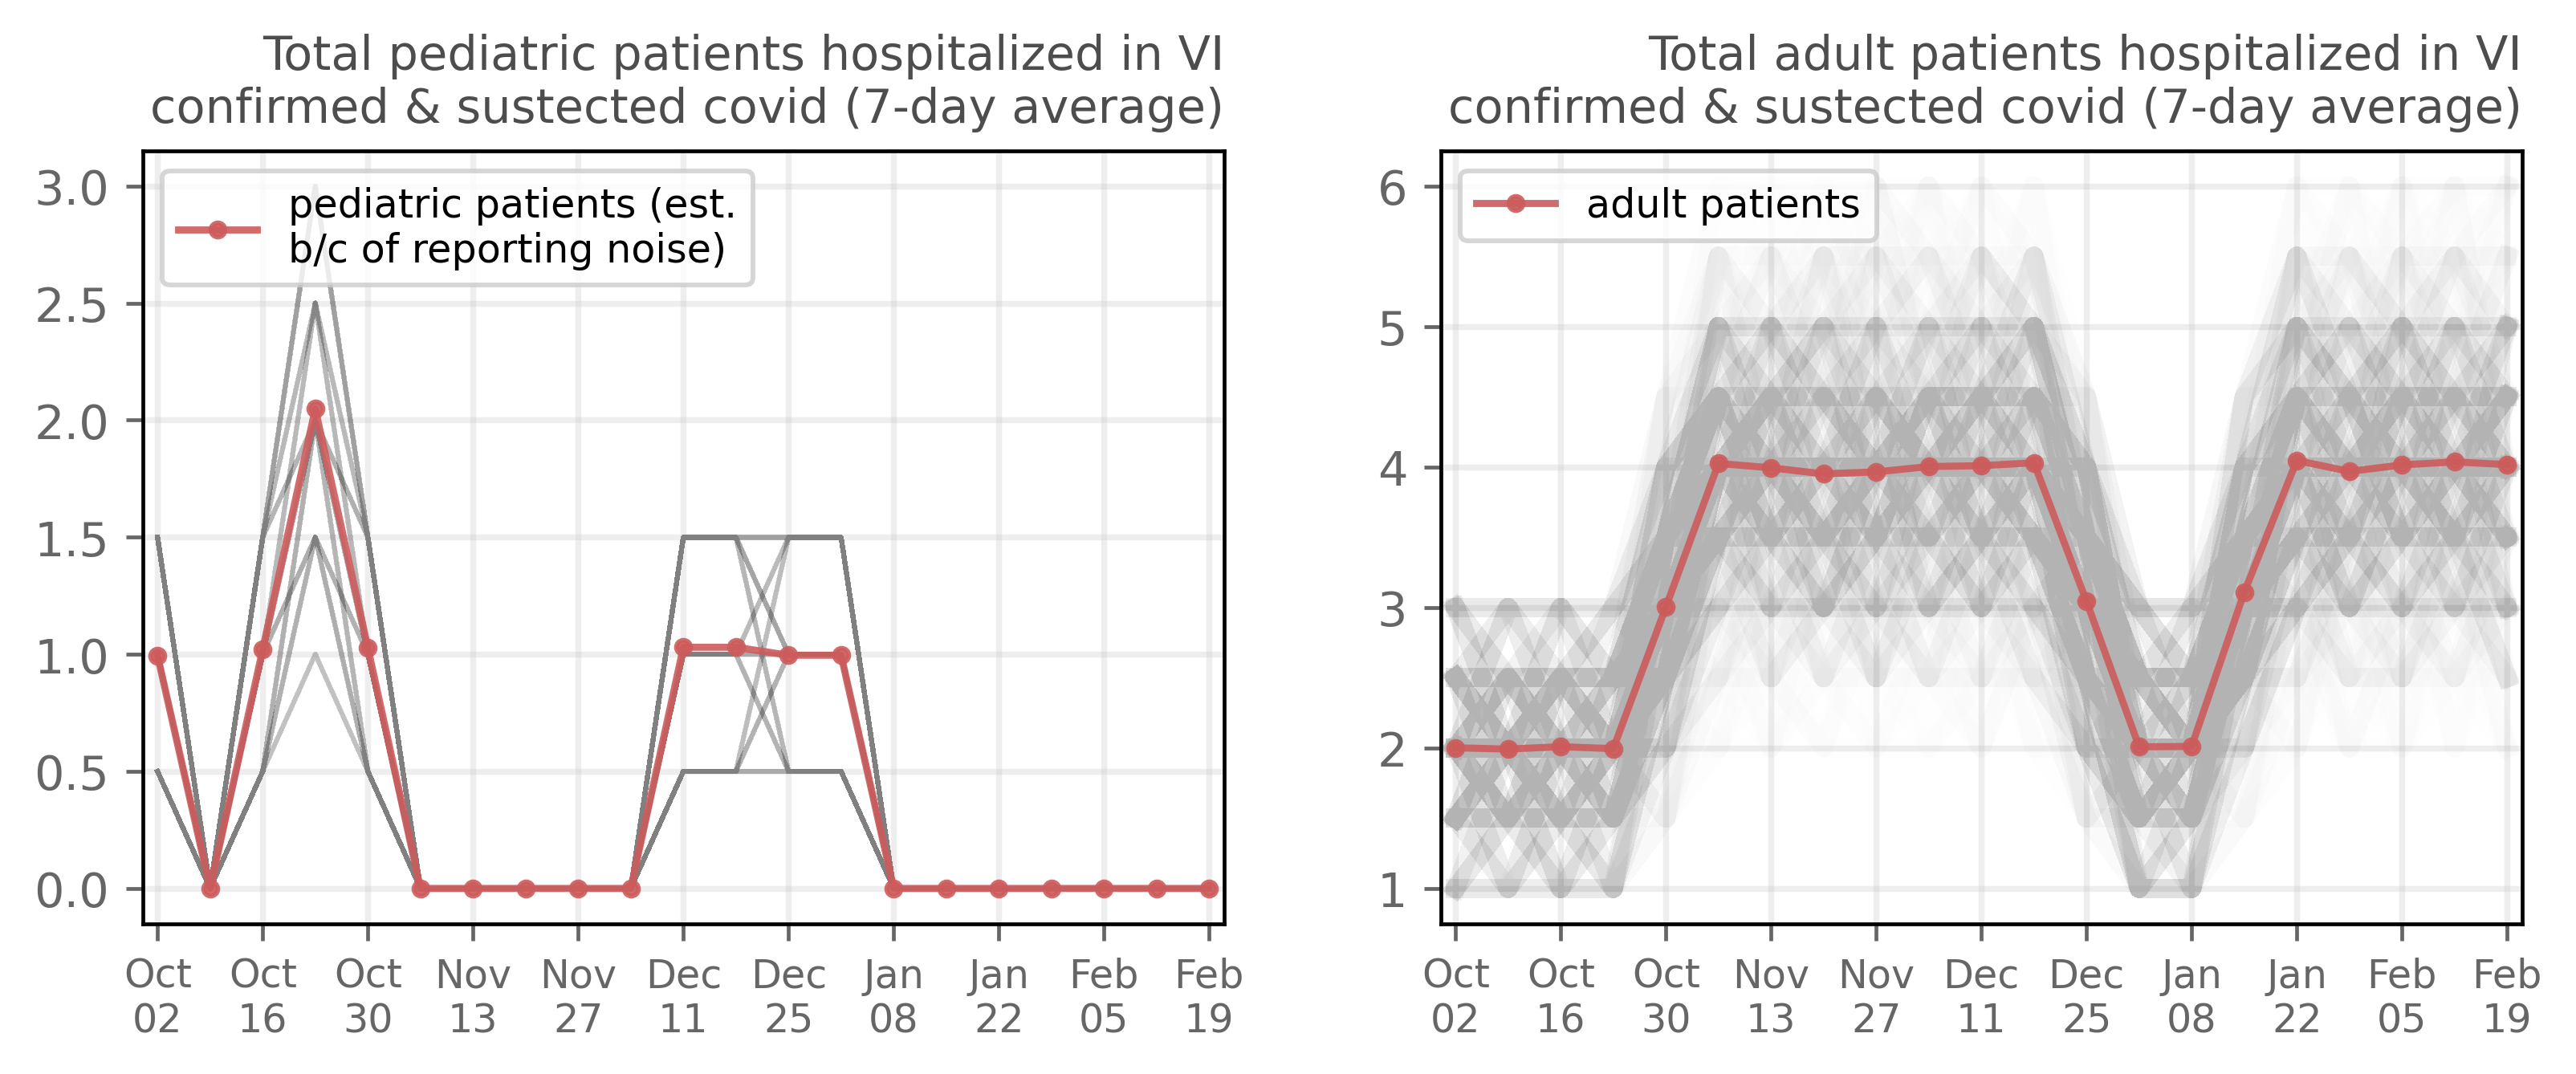 Total pediatric patients hospitalized in VI
confirmed & sustected covid (7-day average)
pediatric patients (est.
b/c of reporting noise)
3.0
2.5
2.0
1.5
1.0
0.5
0.0
Oct Oct Oct Nov Nov Dec Dec Jan Jan Feb Feb
02 16 30 13 27 11 25 08 22 05 19
Total adult patients hospitalized in VI
confirmed & sustected covid (7-day average)
adult patients
6
5
4
3
2
1
Oct Oct Oct Nov Nov Dec Dec Jan Jan Feb Feb
02 16 30 13 27 11 25 08 22 05 19